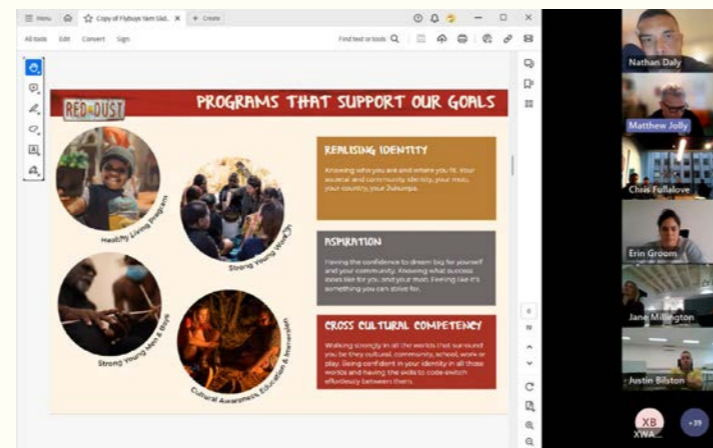 Menu
Copy of Flybuys Yarn Slid...
+ Create
All tools
Edit
Convert
Sign
Find text or tools
RED DUST
PROGRAMS THAT SUPPORT OUR GOALS
Healthy Living Program
Strong Young Women
Strong Young Men & Boys
Cultural Awareness, Education & Immersion
REALISING IDENTITY
Knowing who you are and where you fit. Your
societal and community identity, your mob,
your country, your Jukurrpa.
ASPIRATION
Having the confidence to dream big for yourself
and your community. Knowing what success
looks like for you and your mob. Feeling like it's
something you can strive for.
CROSS CULTURAL COMPETENCY
Walking strongly in all the worlds that surround
you be they cultural, community, school, work or
play. Being confident in your identity in all those
worlds and having the skills to code-switch
effortlessly between them.
Nathan Daly
Matthew Jolly
Chris Fullalove
Erin Groom
Jane Millington
Justin Bilston
XB
XWA...
+39